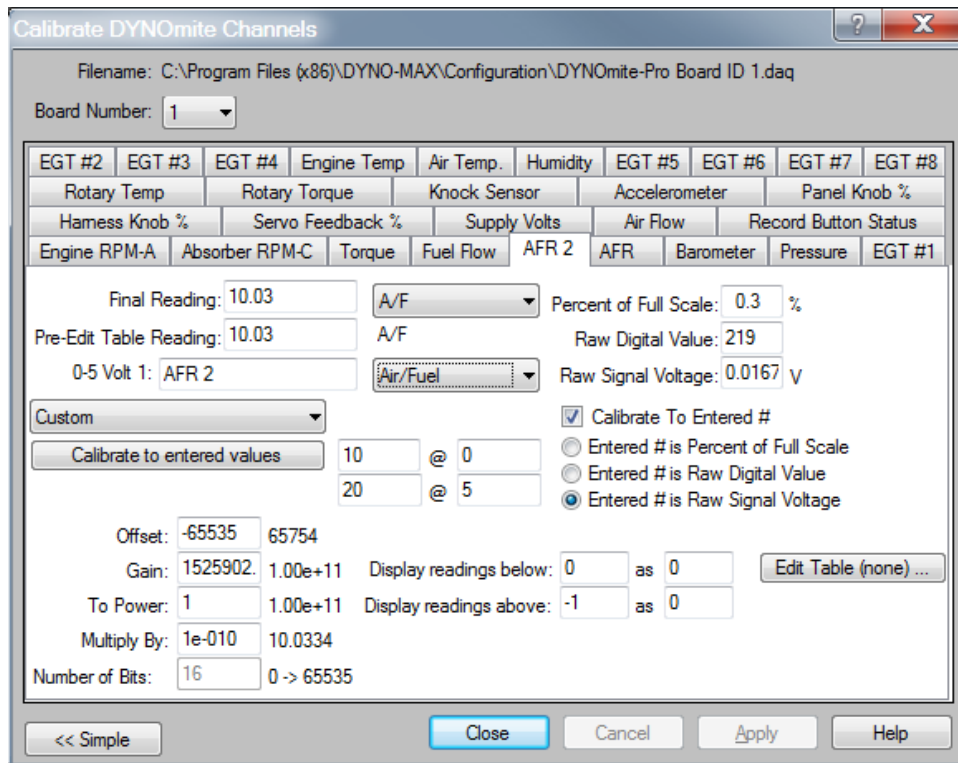 Calibrate DYNOmite Channels ? X
Filename: C:\Program Files (x86)\DYNO-MAX\Configuration\DYNOmite-Pro Board ID 1.daq
Board Number: 1
EGT #2 EGT #3 EGT #4 Engine Temp Air Temp. Humidity EGT #5 EGT #6 EGT #7 EGT #8
Rotary Temp Rotary Torque Knock Sensor Accelerometer Panel Knob %
Harness Knob % Servo Feedback % Supply Volts Air Flow Record Button Status
Engine RPM-A Absorber RPM-C Torque Fuel Flow AFR 2 AFR Barometer Pressure EGT #1
Final Reading: 10.03 A/F Percent of Full Scale: 0.3 %
Pre-Edit Table Reading: 10.03 A/F Raw Digital Value: 219
0-5 Volt 1: AFR 2 Air/Fuel Raw Signal Voltage: 0.0167 V
Custom Calibrate To Entered #
Calibrate to entered values 10 @ 0 Entered # is Percent of Full Scale
Entered # is Raw Digital Value
20 @ 5 Entered # is Raw Signal Voltage
Offset: -65535 65754
Gain: 1525902. 1.00e+11 Display readings below: 0 as 0 Edit Table (none) ...
To Power: 1 1.00e+11 Display readings above: -1 as 0
Multiply By: 1e-010 10.0334
Number of Bits: 16 0 -> 65535
<< Simple Close Cancel Apply Help